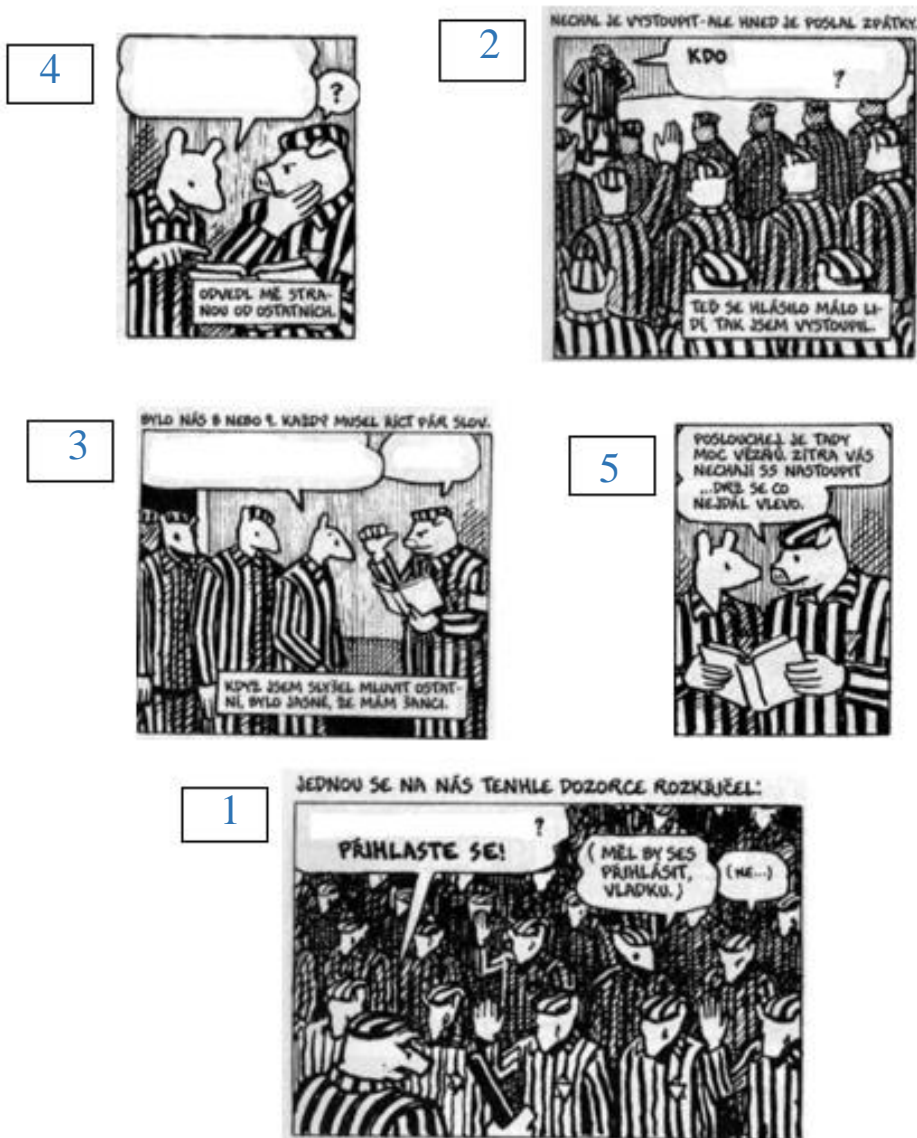 4
?
ODVEDL MĚ STRA-
NOU OD OSTATNÍCH.
2
NECHAL JE VYSTOUPIT-ALE HNED JE POSLAL ZPÁTKY.
KDO
?
TEĎ SE HLÁSILO MÁLO LI-
DÍ, TAK JSEM VYSTOUPIL.
3
BYLO NÁS 8 NEBO 9. KAŽDÝ MUSEL ŘÍCT PÁR SLOV.
KDYŽ JSEM SLYŠEL MLUVIT OSTAT-
NÍ, BYLO JASNÉ, ŽE MÁM ŠANCI.
5
POSLOUCHEJ, JE TADY
MOC VĚZŇŮ. ZÍTRA VÁS
NECHAJÍ SS NASTOUPIT
...DRŽ SE CO
NEJDÁL VLEVO.
1
JEDNOU SE NA NÁS TENHLE DOZORCE ROZKŘIČEL:
?
PŘIHLASTE SE!
(MĚL BY SES
PŘIHLÁSIT,
VLADKU.)
(NE...)